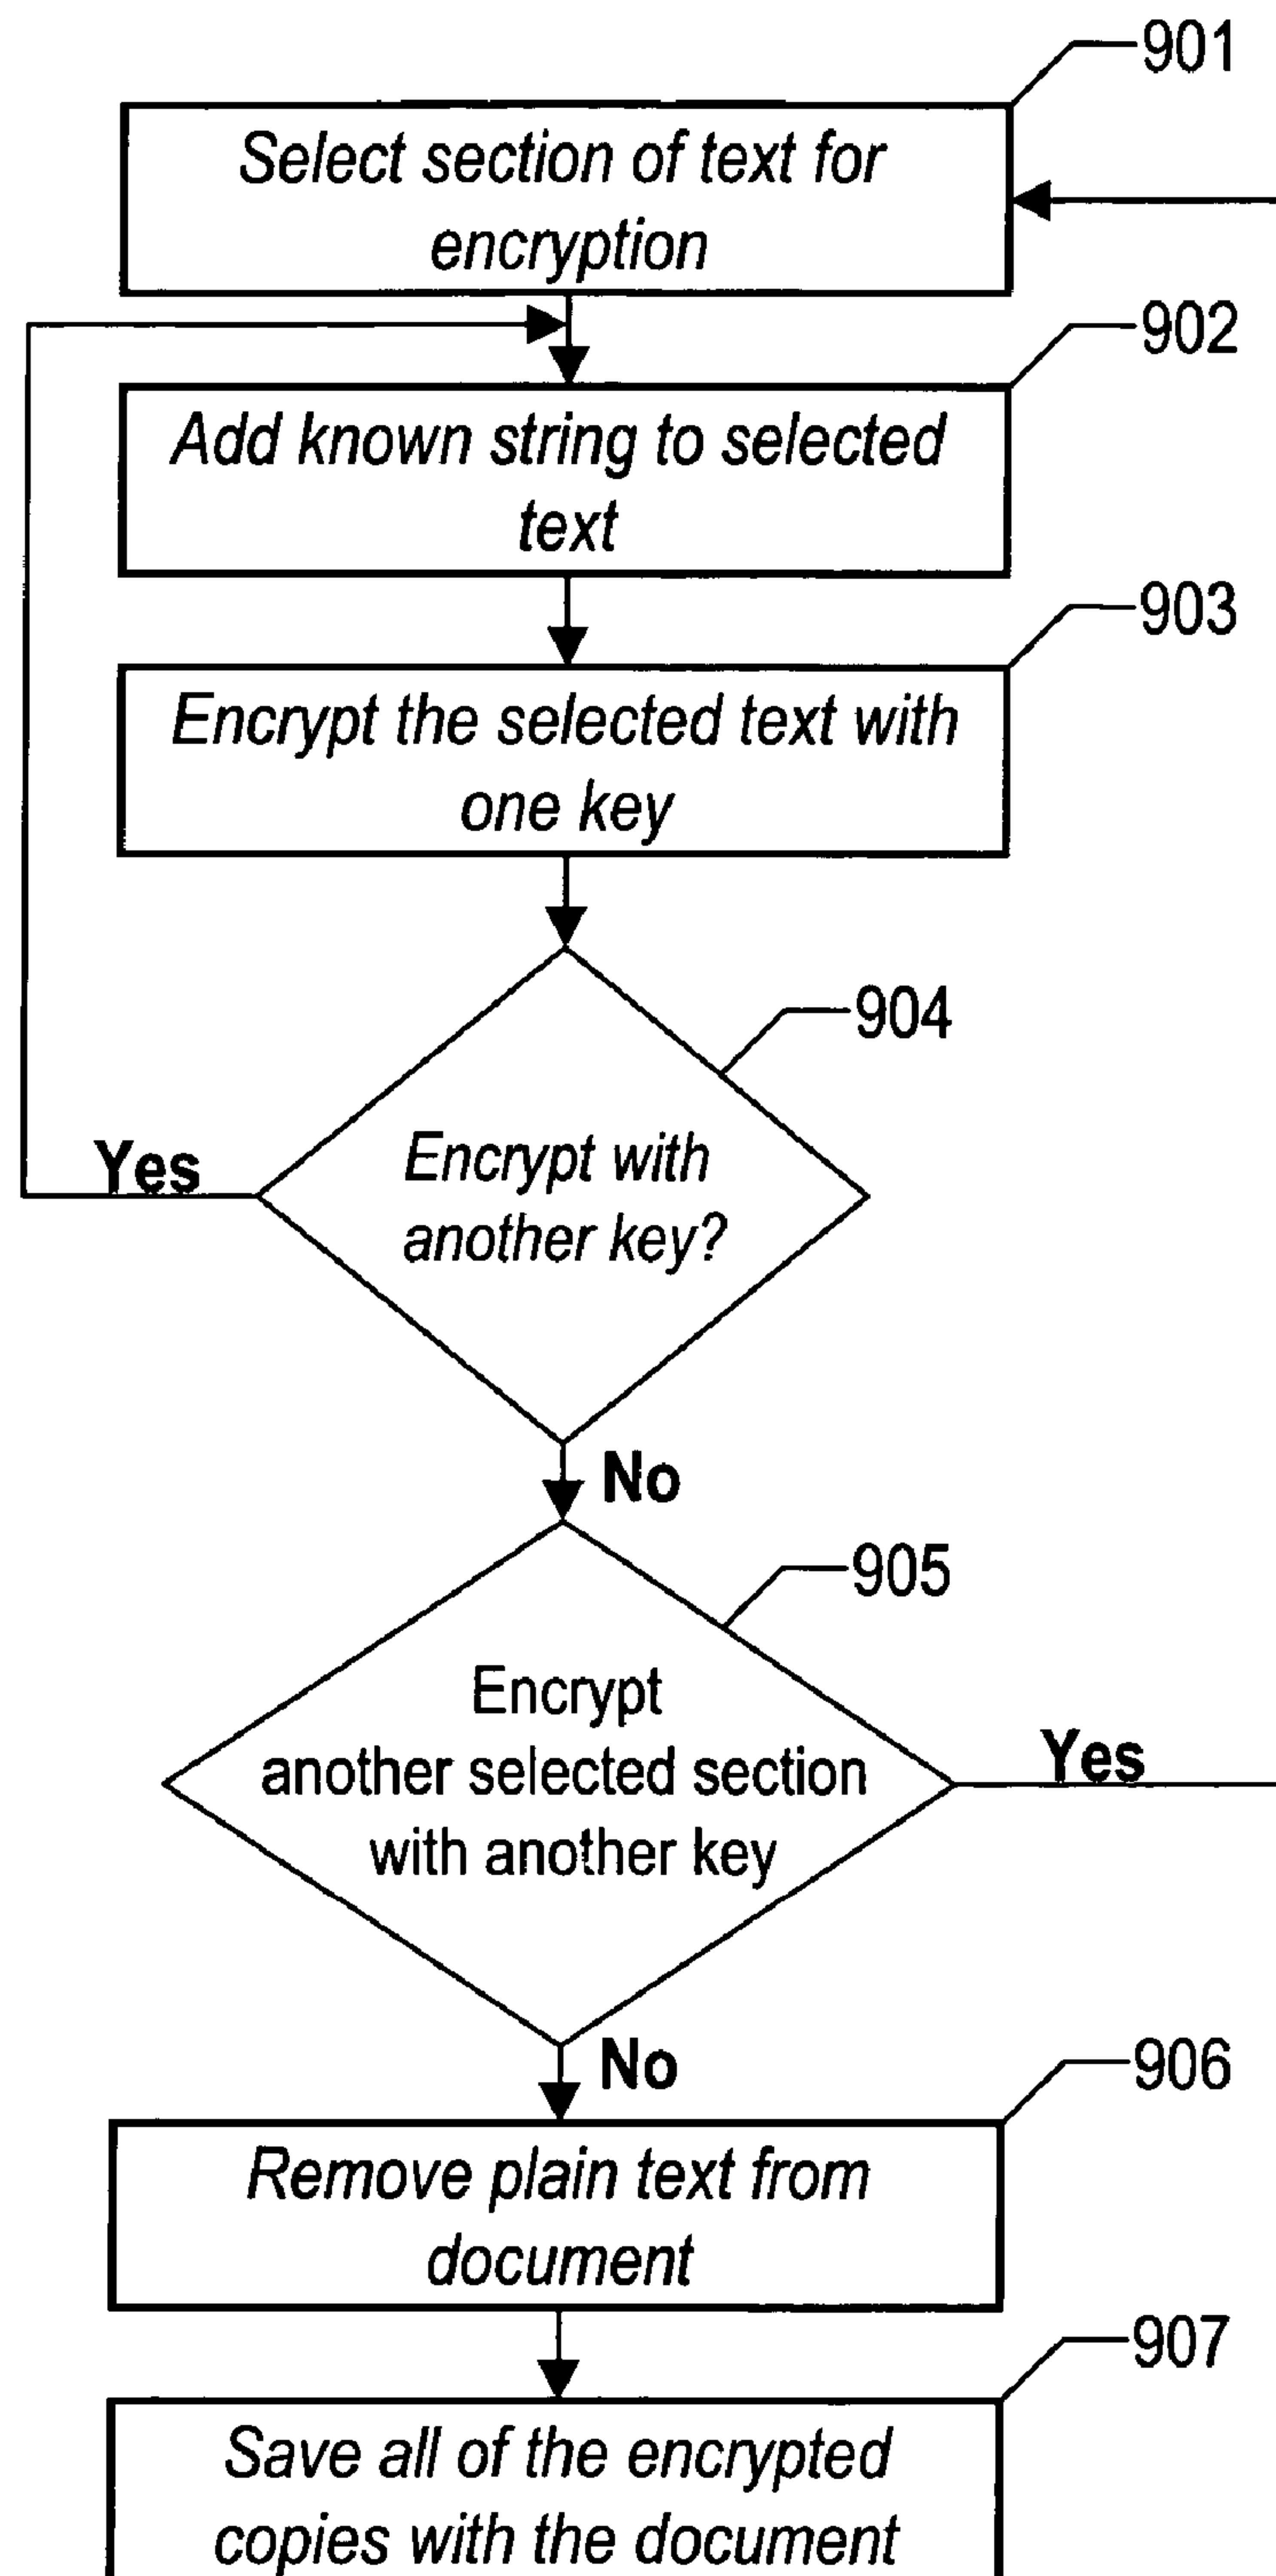 901
Select section of text for
encryption
902
Add known string to selected
text
903
Encrypt the selected text with
one key
904
Encrypt with
another key?
Yes
No
905
Encrypt
another selected section
with another key
Yes
No
906
Remove plain text from
document
907
Save all of the encrypted
copies with the document